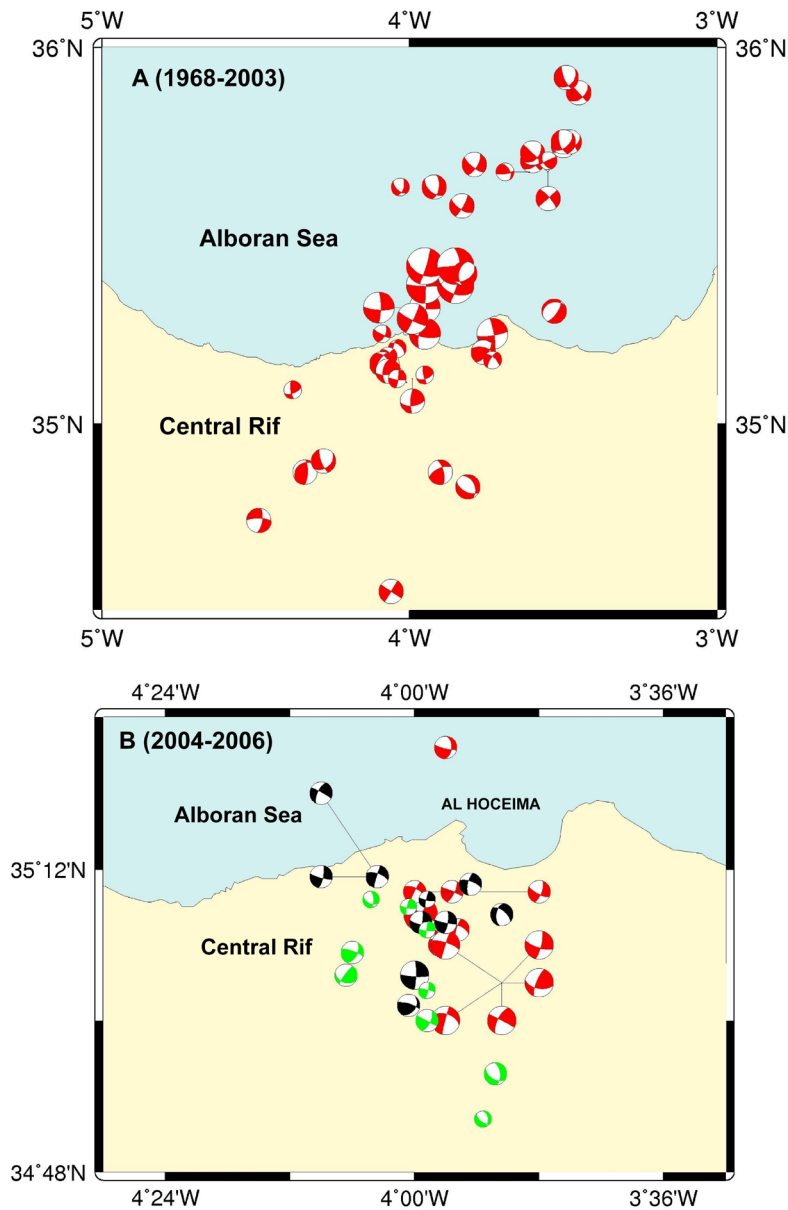 5˚W 4˚W 3˚W
36˚N 36˚N
A (1968-2003)
Alboran Sea
35˚N 35˚N
Central Rif
5˚W 4˚W 3˚W
4˚24'W 4˚00'W 3˚36'W
B (2004-2006)
AL HOCEIMA
Alboran Sea
35˚12'N
Central Rif
34˚48'N
4˚24'W 4˚00'W 3˚36'W